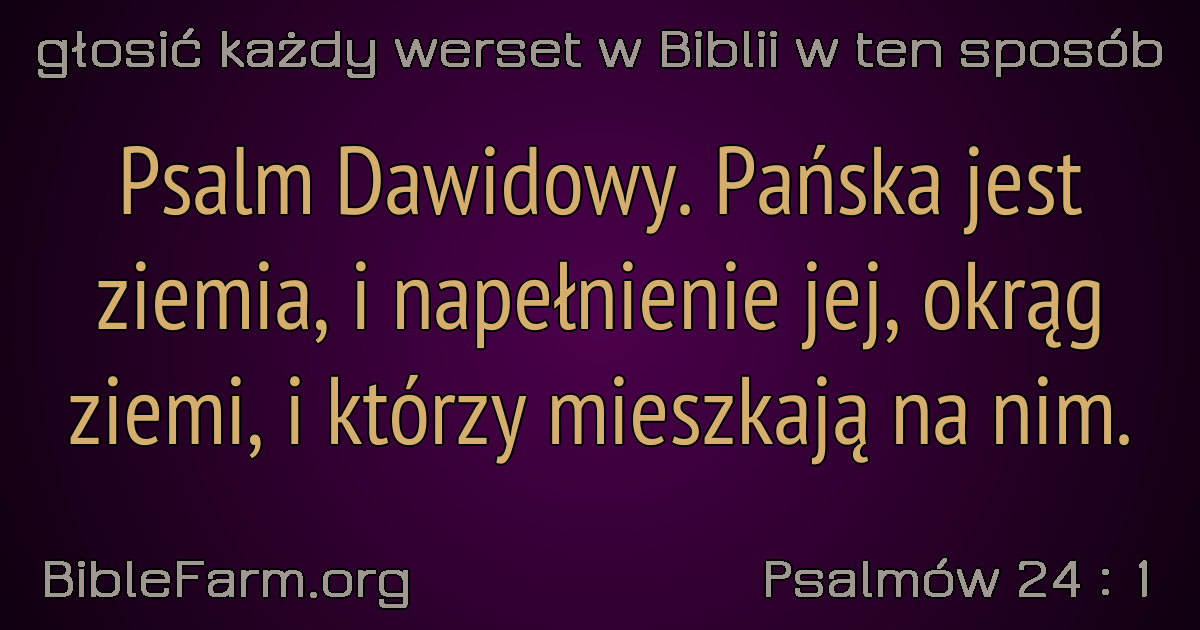 głosić każdy werset w Biblii w ten sposób
Psalm Dawidowy. Pańska jest
ziemia, i napełnienie jej, okrąg
ziemi, i którzy mieszkają na nim.
BibleFarm.org
Psalmów 24 : 1